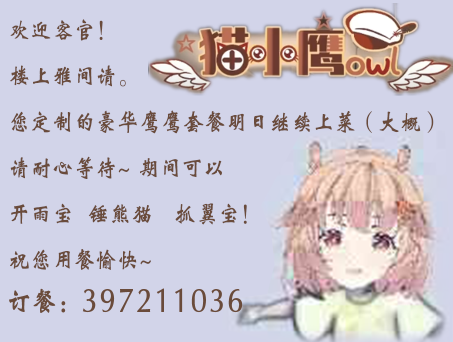 欢迎客官！
猫小鹰owl
楼上雅间请。
您定制的豪华鹰鹰套餐明日继续上菜（大概）
请耐心等待~ 期间可以
开雨宝 锤熊猫 抓翼宝！
祝您用餐愉快~
订餐：397211036